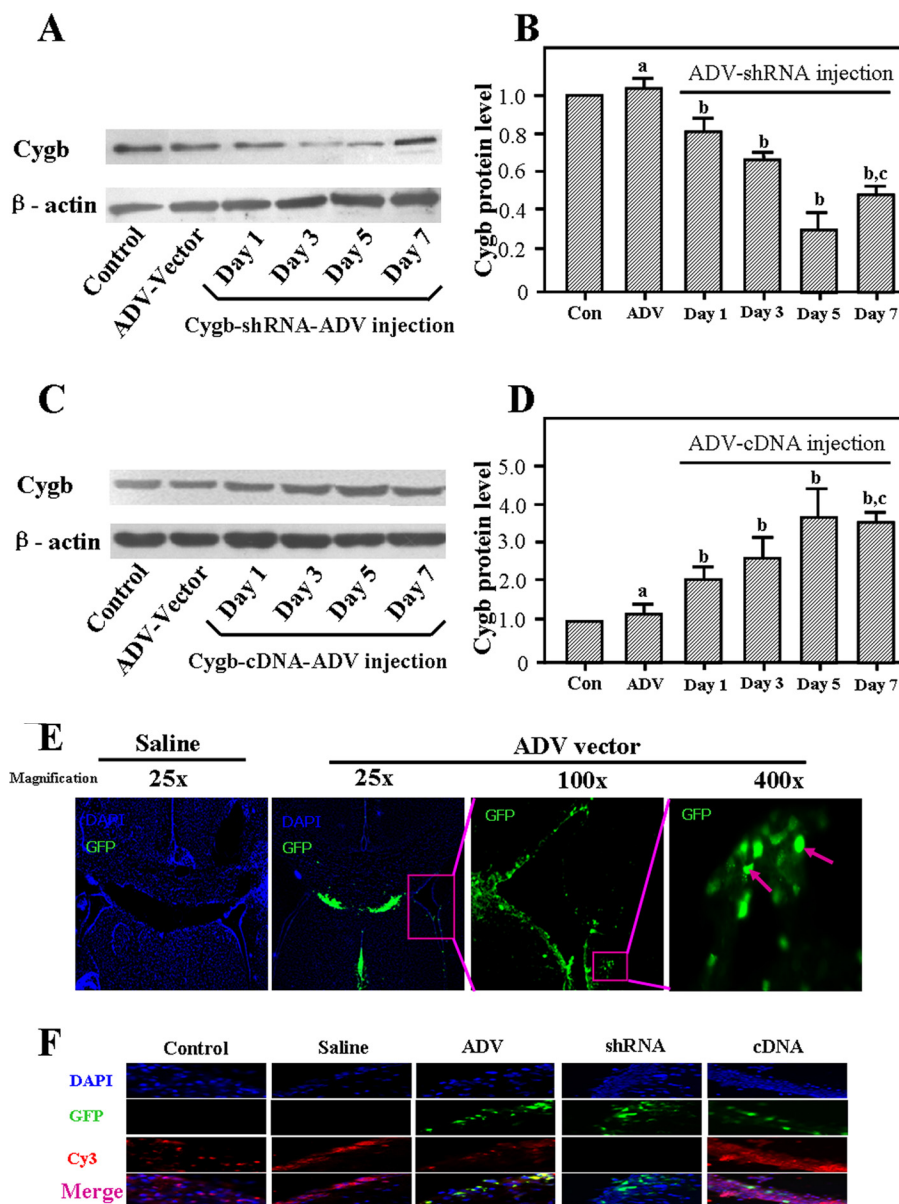 A
Cygb
β - actin
Control
ADV-Vector
Day 1
Day 3
Day 5
Day 7
Cygb-shRNA-ADV injection
B
ADV-shRNA injection
Cygb protein level
1.0
0.8
0.6
0.4
0.2
0
a
b
b
b
b,c
Con
ADV
Day 1
Day 3
Day 5
Day 7
C
Cygb
β - actin
Control
ADV-Vector
Day 1
Day 3
Day 5
Day 7
Cygb-cDNA-ADV injection
D
ADV-cDNA injection
Cygb protein level
5.0
4.0
3.0
2.0
1.0
0
a
b
b
b
b,c
Con
ADV
Day 1
Day 3
Day 5
Day 7
E
Saline
ADV vector
Magnification
25x
25x
100x
400x
DAPI
GFP
DAPI
GFP
GFP
GFP
F
Control
Saline
ADV
shRNA
cDNA
DAPI
GFP
Cy3
Merge